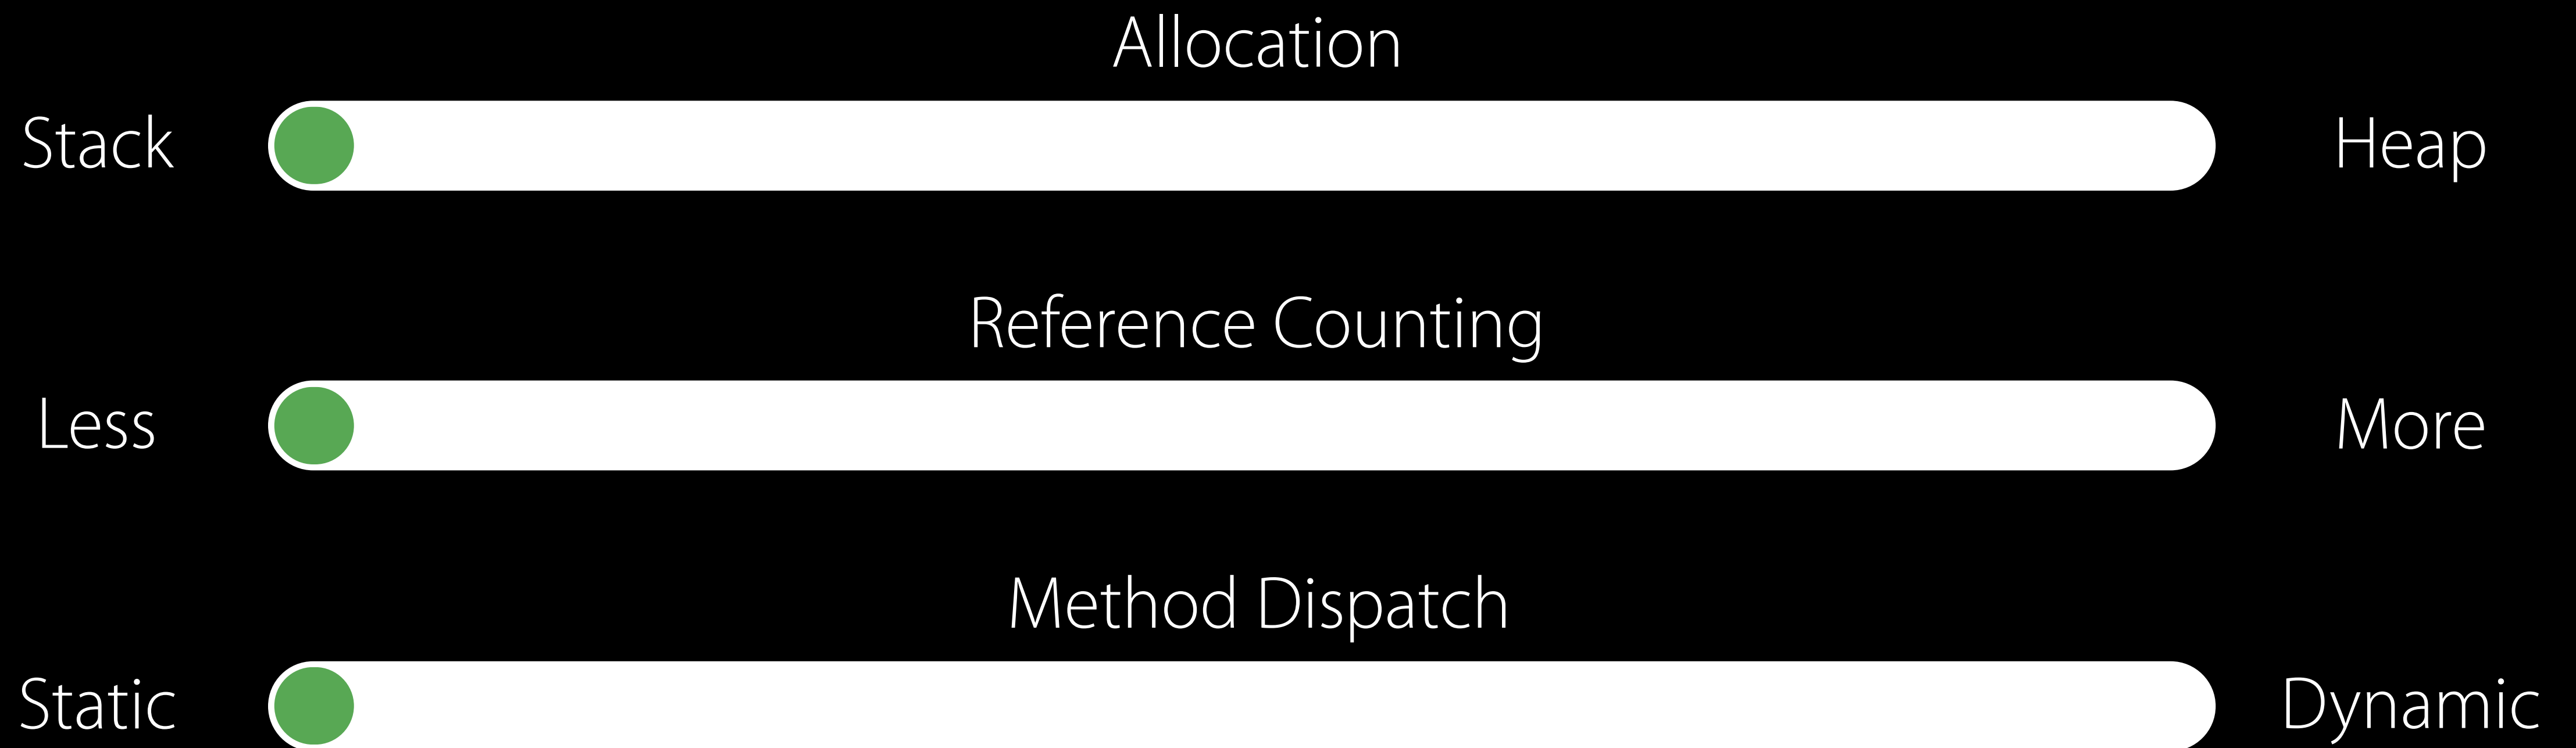 Allocation
Stack Heap
Reference Counting
Less More
Method Dispatch
Static Dynamic